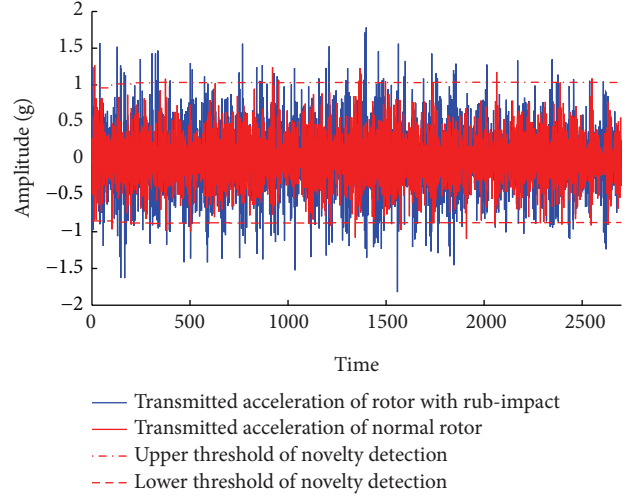 2
1.5
1
0.5
0
−0.5
−1
−1.5
−2
Amplitude (g)
0 500 1000 1500 2000 2500
Time
Transmitted acceleration of rotor with rub-impact
Transmitted acceleration of normal rotor
Upper threshold of novelty detection
Lower threshold of novelty detection